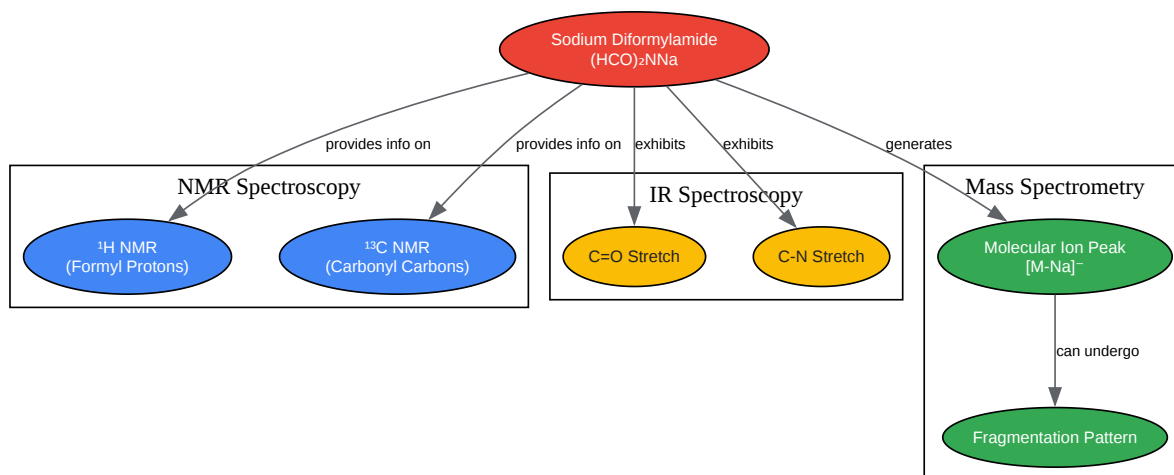 Sodium Diformylamide
(HCO)₂NNa
provides info on
provides info on
exhibits
exhibits
generates
NMR Spectroscopy
IR Spectroscopy
Mass Spectrometry
¹H NMR
(Formyl Protons)
¹³C NMR
(Carbonyl Carbons)
C=O Stretch
C-N Stretch
Molecular Ion Peak
[M-Na]⁻
can undergo
Fragmentation Pattern